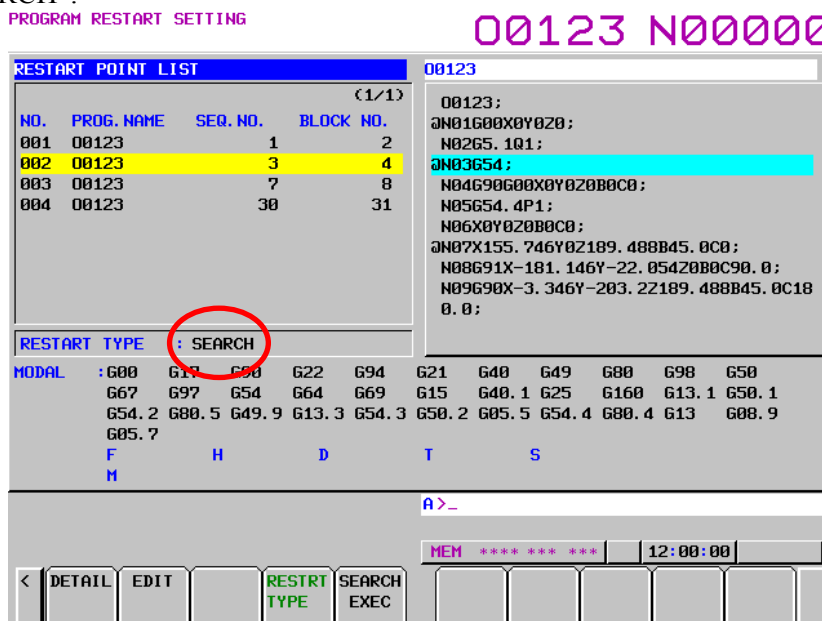 RCH".
PROGRAM RESTART SETTING
O0123 N00000
RESTART POINT LIST
(1/1)
NO. PROG.NAME SEQ.NO. BLOCK NO.
001 O0123 1 2
002 O0123 3 4
003 O0123 7 8
004 O0123 30 31
RESTART TYPE : SEARCH
O0123
O0123;
@N01G00X0Y0Z0;
N02G5.1Q1;
@N03G54;
N04G90G00X0Y0Z0B0C0;
N05G54.4P1;
N06X0Y0Z0B0C0;
@N07X155.746Y0Z189.488B45.0C0;
N08G91X-181.146Y-22.054Z0B0C90.0;
N09G90X-3.346Y-203.2Z189.488B45.0C18
0.0;
MODAL :G00 G17 G90 G22 G94 G21 G40 G49 G80 G98 G50
G67 G97 G54 G64 G69 G15 G40.1 G25 G160 G13.1 G50.1
G54.2 G80.5 G49.9 G13.3 G54.3 G50.2 G05.5 G54.4 G80.4 G13 G08.9
G05.7
F H D T S
M
A>_
MEM **** *** *** 12:00:00
< DETAIL EDIT RESTRT TYPE SEARCH EXEC